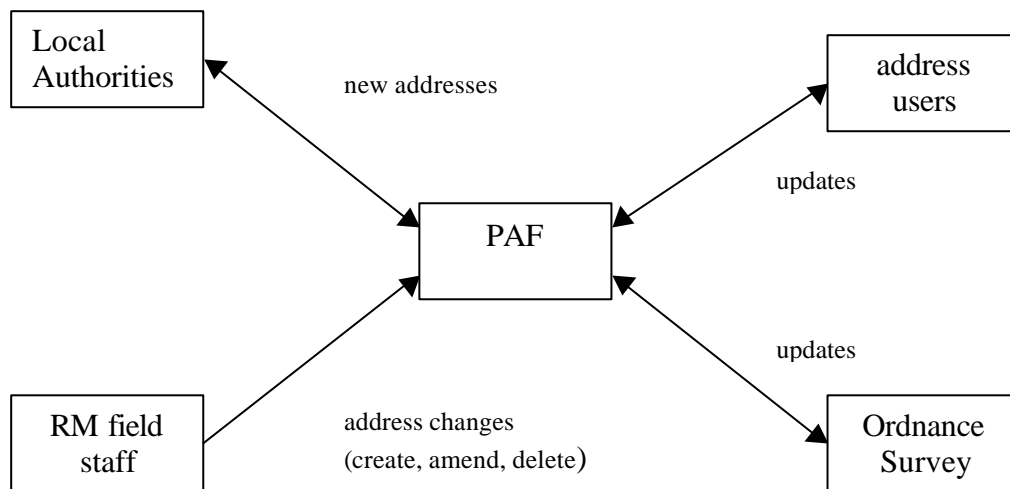 Local
Authorities
new addresses
address
users
updates
PAF
updates
RM field
staff
address changes
(create, amend, delete)
Ordnance
Survey